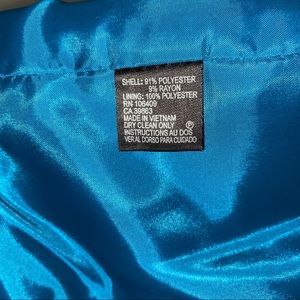 SHELL: 91% POLYESTER
9% RAYON
LINING: 100% POLYESTER
RN 106409
CA 39863
MADE IN VIETNAM
DRY CLEAN ONLY Ⓟ
INSTRUCTIONS AU DOS
VER AL DORSO PARA CUIDADO